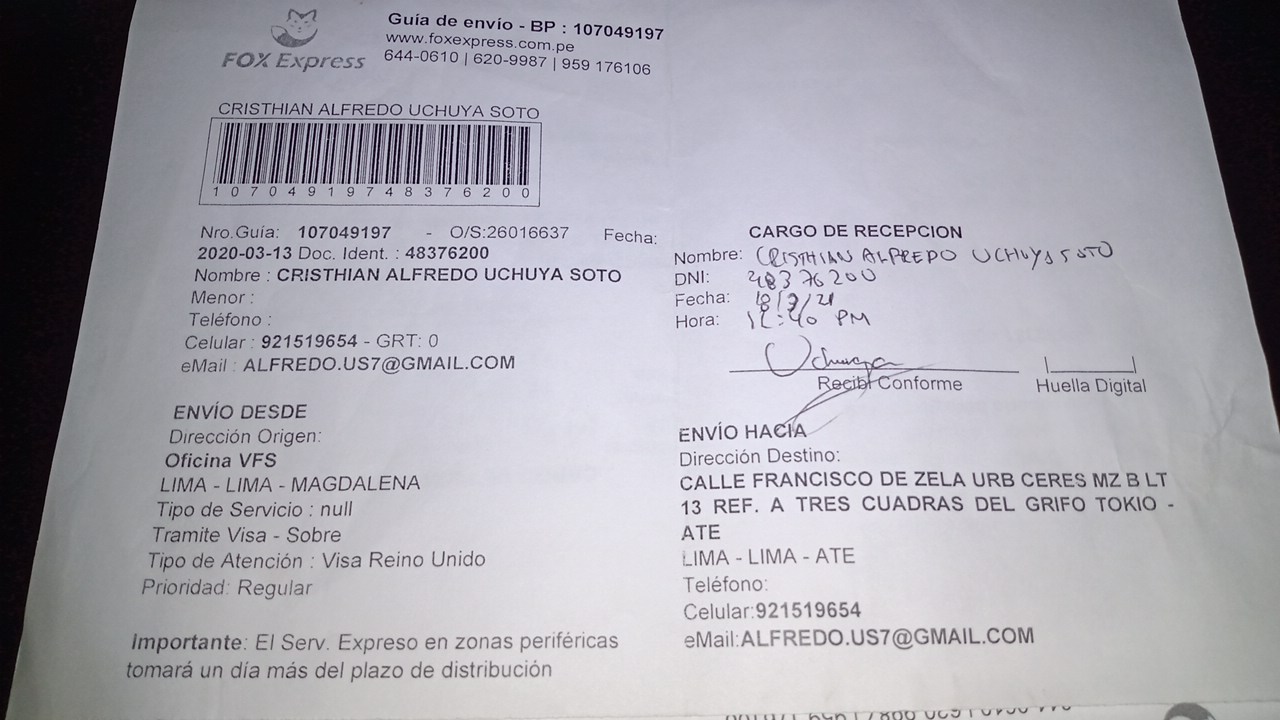 FOX Express
Guía de envío - BP : 107049197
www.foxexpress.com.pe
644-0610 | 620-9987 | 959 176106
CRISTHIAN ALFREDO UCHUYA SOTO
10704919748376200
Nro.Guía: 107049197 - O/S:26016637 Fecha:
2020-03-13 Doc. Ident. : 48376200
Nombre : CRISTHIAN ALFREDO UCHUYA SOTO
Menor :
Teléfono :
Celular : 921519654 - GRT: 0
eMail : ALFREDO.US7@GMAIL.COM
ENVÍO DESDE
Dirección Origen:
Oficina VFS
LIMA - LIMA - MAGDALENA
Tipo de Servicio : null
Tramite Visa - Sobre
Tipo de Atención : Visa Reino Unido
Prioridad: Regular
Importante: El Serv. Expreso en zonas periféricas
tomará un día más del plazo de distribución
CARGO DE RECEPCION
Nombre: CRISTHIAN ALFREDO UCHUYA SOTO
DNI: 48376200
Fecha:
Hora: 12:40 PM
Uchuya
Recibí Conforme
Huella Digital
ENVÍO HACIA
Dirección Destino:
CALLE FRANCISCO DE ZELA URB CERES MZ B LT
13 REF. A TRES CUADRAS DEL GRIFO TOKIO -
ATE
LIMA - LIMA - ATE
Teléfono:
Celular:921519654
eMail:ALFREDO.US7@GMAIL.COM